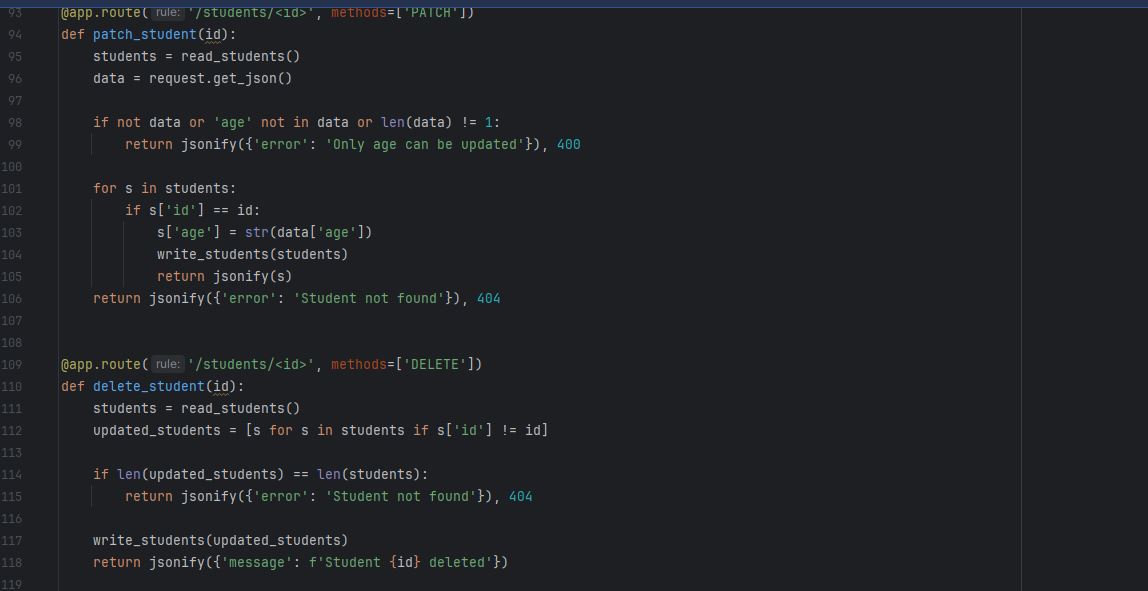 93 @app.route( rule: '/students/<id>', methods=['PATCH'])
94 def patch_student(id):
95     students = read_students()
96     data = request.get_json()
97
98     if not data or 'age' not in data or len(data) != 1:
99         return jsonify({'error': 'Only age can be updated'}), 400
100
101     for s in students:
102         if s['id'] == id:
103             s['age'] = str(data['age'])
104             write_students(students)
105             return jsonify(s)
106     return jsonify({'error': 'Student not found'}), 404
107
108
109 @app.route( rule: '/students/<id>', methods=['DELETE'])
110 def delete_student(id):
111     students = read_students()
112     updated_students = [s for s in students if s['id'] != id]
113
114     if len(updated_students) == len(students):
115         return jsonify({'error': 'Student not found'}), 404
116
117     write_students(updated_students)
118     return jsonify({'message': f'Student {id} deleted'})
119